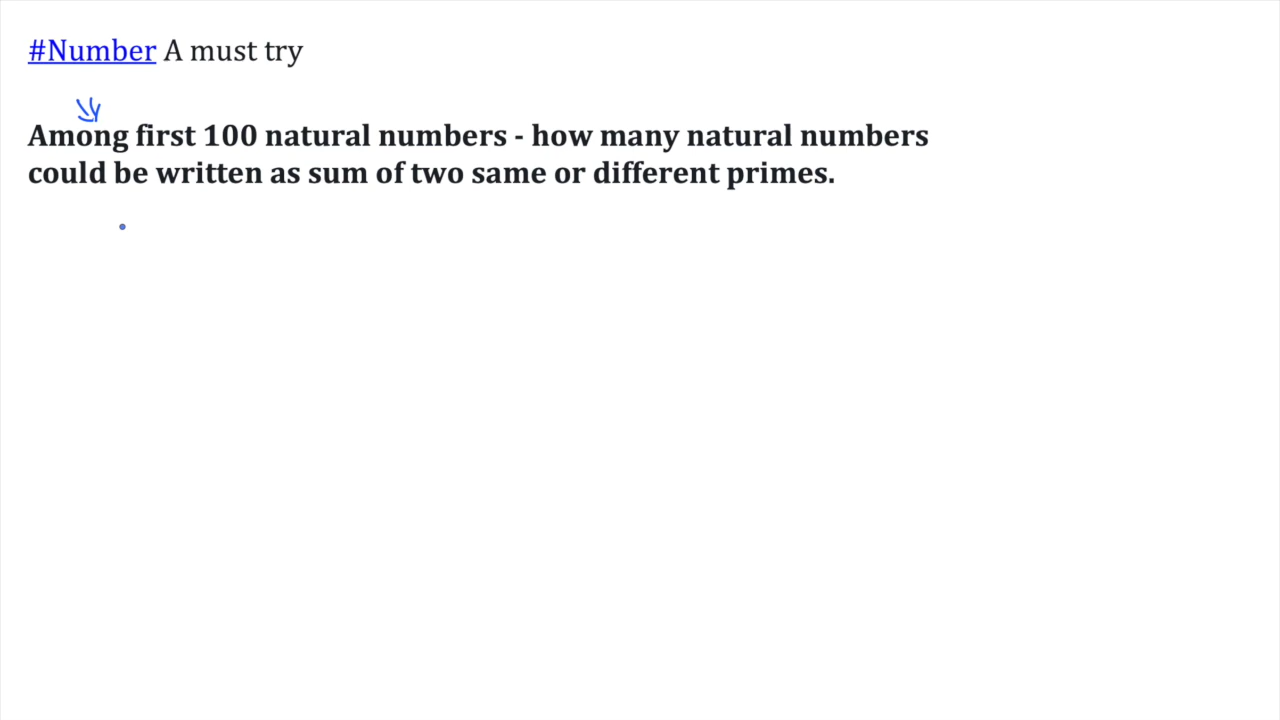 #Number A must try
Among first 100 natural numbers - how many natural numbers
could be written as sum of two same or different primes.